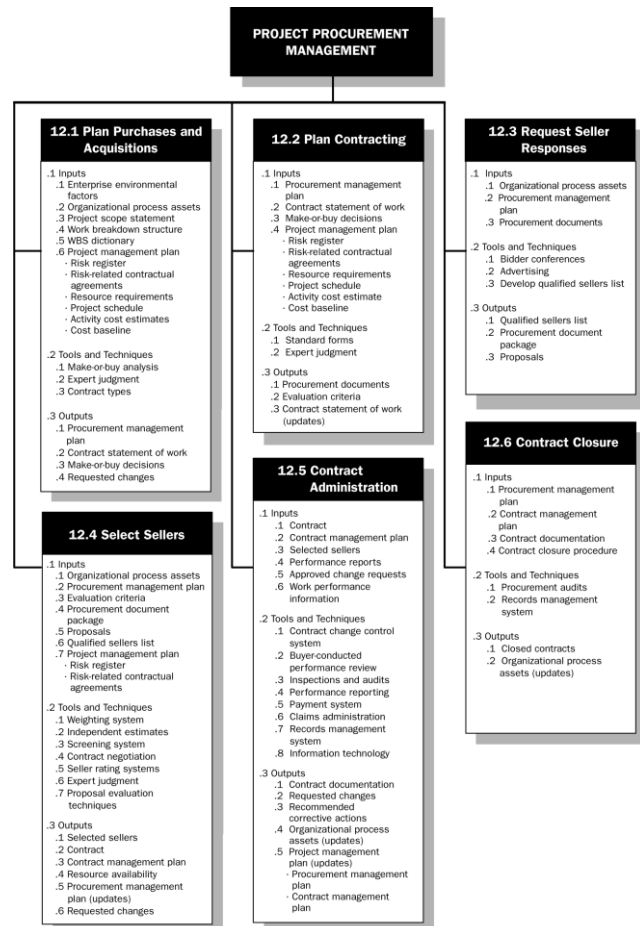 PROJECT PROCUREMENT
MANAGEMENT
12.1 Plan Purchases and
Acquisitions
.1 Inputs
.1 Enterprise environmental
factors
.2 Organizational process assets
.3 Project scope statement
.4 Work breakdown structure
.5 WBS dictionary
.6 Project management plan
· Risk register
· Risk-related contractual
agreements
· Resource requirements
· Project schedule
· Activity cost estimates
· Cost baseline
.2 Tools and Techniques
.1 Make-or-buy analysis
.2 Expert judgment
.3 Contract types
.3 Outputs
.1 Procurement management
plan
.2 Contract statement of work
.3 Make-or-buy decisions
.4 Requested changes
12.2 Plan Contracting
.1 Inputs
.1 Procurement management
plan
.2 Contract statement of work
.3 Make-or-buy decisions
.4 Project management plan
· Risk register
· Risk-related contractual
agreements
· Resource requirements
· Project schedule
· Activity cost estimate
· Cost baseline
.2 Tools and Techniques
.1 Standard forms
.2 Expert judgment
.3 Outputs
.1 Procurement documents
.2 Evaluation criteria
.3 Contract statement of work
(updates)
12.3 Request Seller
Responses
.1 Inputs
.1 Organizational process assets
.2 Procurement management
plan
.3 Procurement documents
.2 Tools and Techniques
.1 Bidder conferences
.2 Advertising
.3 Develop qualified sellers list
.3 Outputs
.1 Qualified sellers list
.2 Procurement document
package
.3 Proposals
12.4 Select Sellers
.1 Inputs
.1 Organizational process assets
.2 Procurement management plan
.3 Evaluation criteria
.4 Procurement document
package
.5 Proposals
.6 Qualified sellers list
.7 Project management plan
· Risk register
· Risk-related contractual
agreements
.2 Tools and Techniques
.1 Weighting system
.2 Independent estimates
.3 Screening system
.4 Contract negotiation
.5 Seller rating systems
.6 Expert judgment
.7 Proposal evaluation
techniques
.3 Outputs
.1 Selected sellers
.2 Contract
.3 Contract management plan
.4 Resource availability
.5 Procurement management
plan (updates)
.6 Requested changes
12.5 Contract
Administration
.1 Inputs
.1 Contract
.2 Contract management plan
.3 Selected sellers
.4 Performance reports
.5 Approved change requests
.6 Work performance
information
.2 Tools and Techniques
.1 Contract change control
system
.2 Buyer-conducted
performance review
.3 Inspections and audits
.4 Performance reporting
.5 Payment system
.6 Claims administration
.7 Records management
system
.8 Information technology
.3 Outputs
.1 Contract documentation
.2 Requested changes
.3 Recommended
corrective actions
.4 Organizational process
assets (updates)
.5 Project management
plan (updates)
· Procurement management
plan
· Contract management
plan
12.6 Contract Closure
.1 Inputs
.1 Procurement management
plan
.2 Contract management
plan
.3 Contract documentation
.4 Contract closure procedure
.2 Tools and Techniques
.1 Procurement audits
.2 Records management
system
.3 Outputs
.1 Closed contracts
.2 Organizational process
assets (updates)